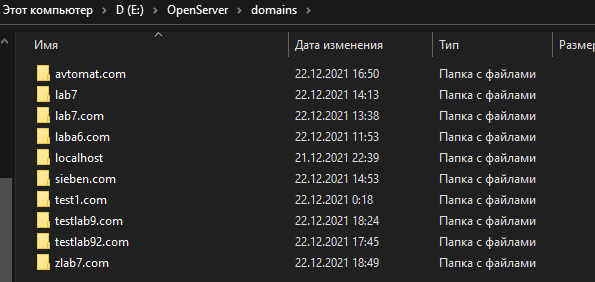 Этот компьютер > D (E:) > OpenServer > domains >
Имя Дата изменения Тип Размер
avtomat.com 22.12.2021 16:50 Папка с файлами
lab7 22.12.2021 14:13 Папка с файлами
lab7.com 22.12.2021 13:38 Папка с файлами
laba6.com 22.12.2021 11:53 Папка с файлами
localhost 21.12.2021 22:39 Папка с файлами
sieben.com 22.12.2021 14:53 Папка с файлами
test1.com 22.12.2021 0:18 Папка с файлами
testlab9.com 22.12.2021 18:24 Папка с файлами
testlab92.com 22.12.2021 17:45 Папка с файлами
zlab7.com 22.12.2021 18:49 Папка с файлами